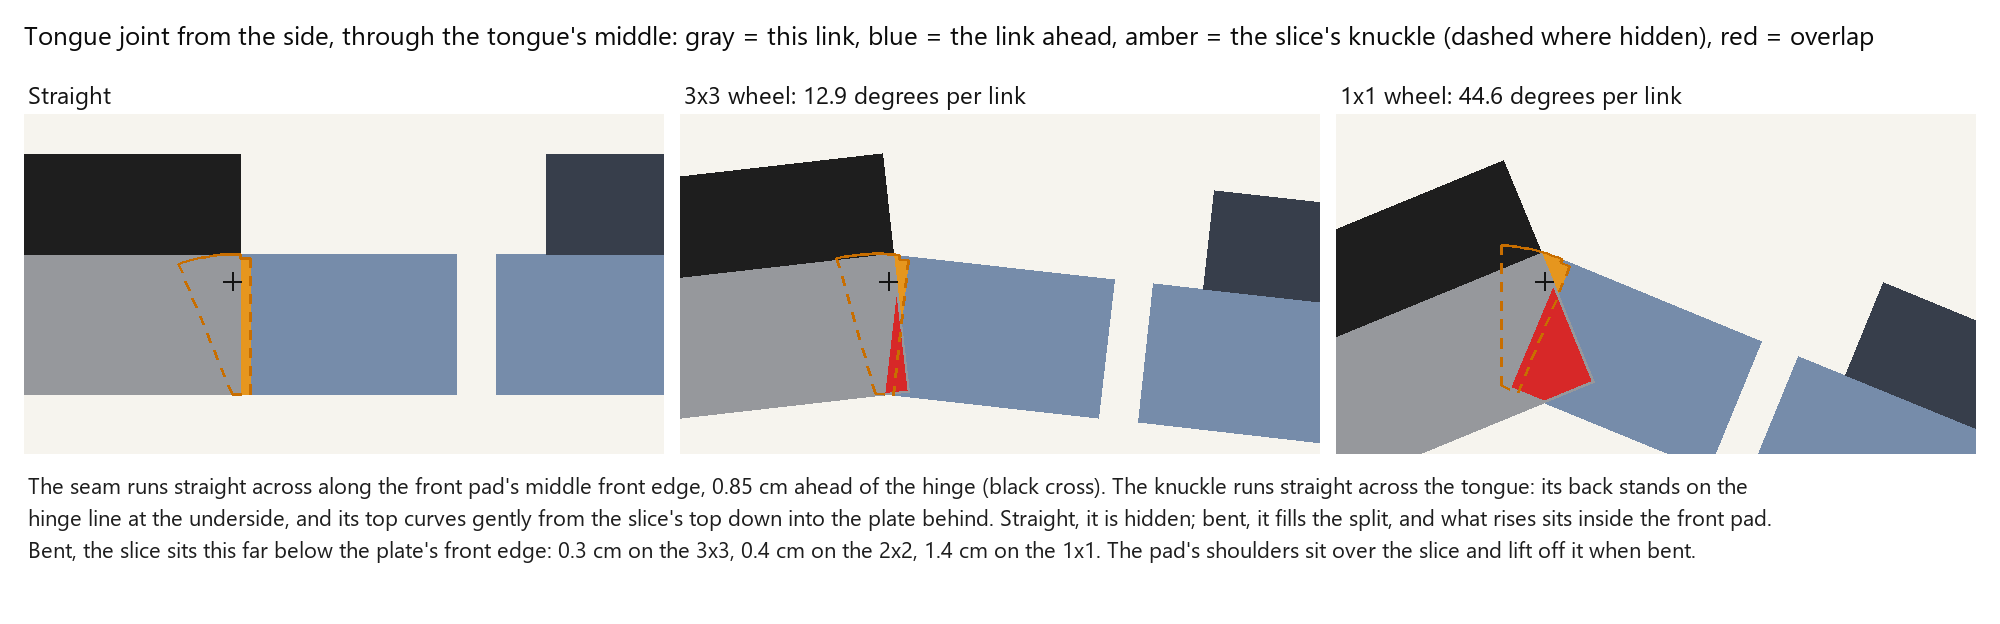 Tongue joint from the side, through the tongue's middle: gray = this link, blue = the link ahead, amber = the slice's knuckle (dashed where hidden), red = overlap
Straight
3x3 wheel: 12.9 degrees per link
1x1 wheel: 44.6 degrees per link
The seam runs straight across along the front pad's middle front edge, 0.85 cm ahead of the hinge (black cross). The knuckle runs straight across the tongue: its back stands on the
hinge line at the underside, and its top curves gently from the slice's top down into the plate behind. Straight, it is hidden; bent, it fills the split, and what rises sits inside the front pad.
Bent, the slice sits this far below the plate's front edge: 0.3 cm on the 3x3, 0.4 cm on the 2x2, 1.4 cm on the 1x1. The pad's shoulders sit over the slice and lift off it when bent.